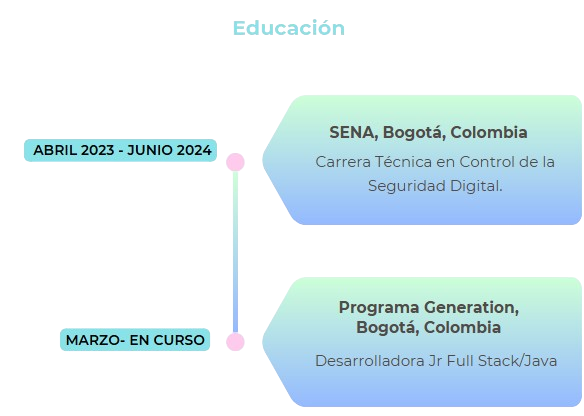 Educación
ABRIL 2023 - JUNIO 2024
SENA, Bogotá, Colombia
Carrera Técnica en Control de la
Seguridad Digital.
MARZO- EN CURSO
Programa Generation,
Bogotá, Colombia
Desarrolladora Jr Full Stack/Java